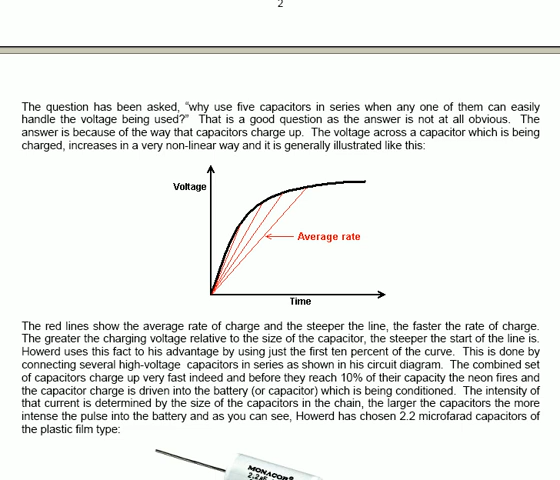 2
The question has been asked, “why use five capacitors in series when any one of them can easily
handle the voltage being used?” That is a good question as the answer is not at all obvious. The
answer is because of the way that capacitors charge up. The voltage across a capacitor which is being
charged, increases in a very non-linear way and it is generally illustrated like this:
Voltage
Average rate
Time
The red lines show the average rate of charge and the steeper the line, the faster the rate of charge.
The greater the charging voltage relative to the size of the capacitor, the steeper the start of the line is.
Howerd uses this fact to his advantage by using just the first ten percent of the curve. This is done by
connecting several high-voltage capacitors in series as shown in his circuit diagram. The combined set
of capacitors charge up very fast indeed and before they reach 10% of their capacity the neon fires and
the capacitor charge is driven into the battery (or capacitor) which is being conditioned. The intensity of
that current is determined by the size of the capacitors in the chain, the larger the capacitors the more
intense the pulse into the battery and as you can see, Howerd has chosen 2.2 microfarad capacitors of
the plastic film type:
MONACOR
2,2µF